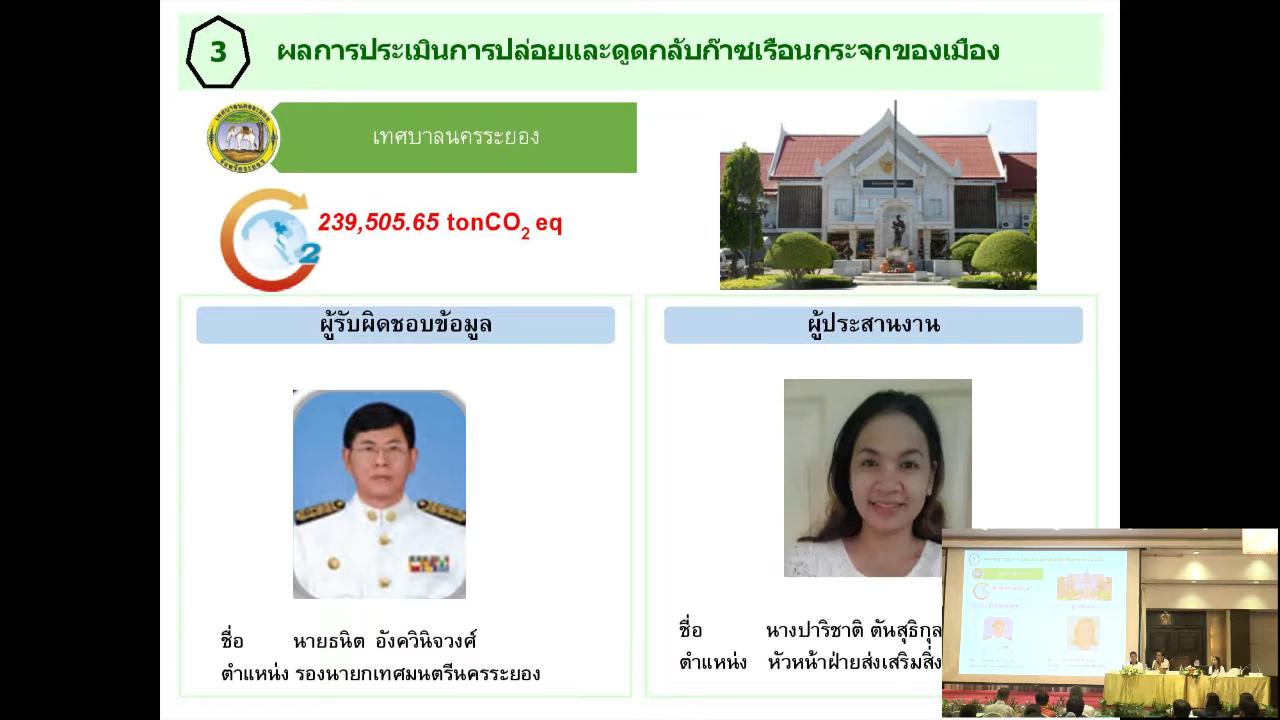 3
ผลการประเมินการปล่อยและดูดกลับก๊าซเรือนกระจกของเมือง
เทศบาลนครระยอง
239,505.65 tonCO2 eq
2
ผู้รับผิดชอบข้อมูล
ผู้ประสานงาน
ชื่อ นายธนิต อังควินิจวงศ์
ตำแหน่ง รองนายกเทศมนตรีนครระยอง
ชื่อ นางปาริชาติ ตันสุธิกุล
ตำแหน่ง หัวหน้าฝ่ายส่งเสริมสิ่ง